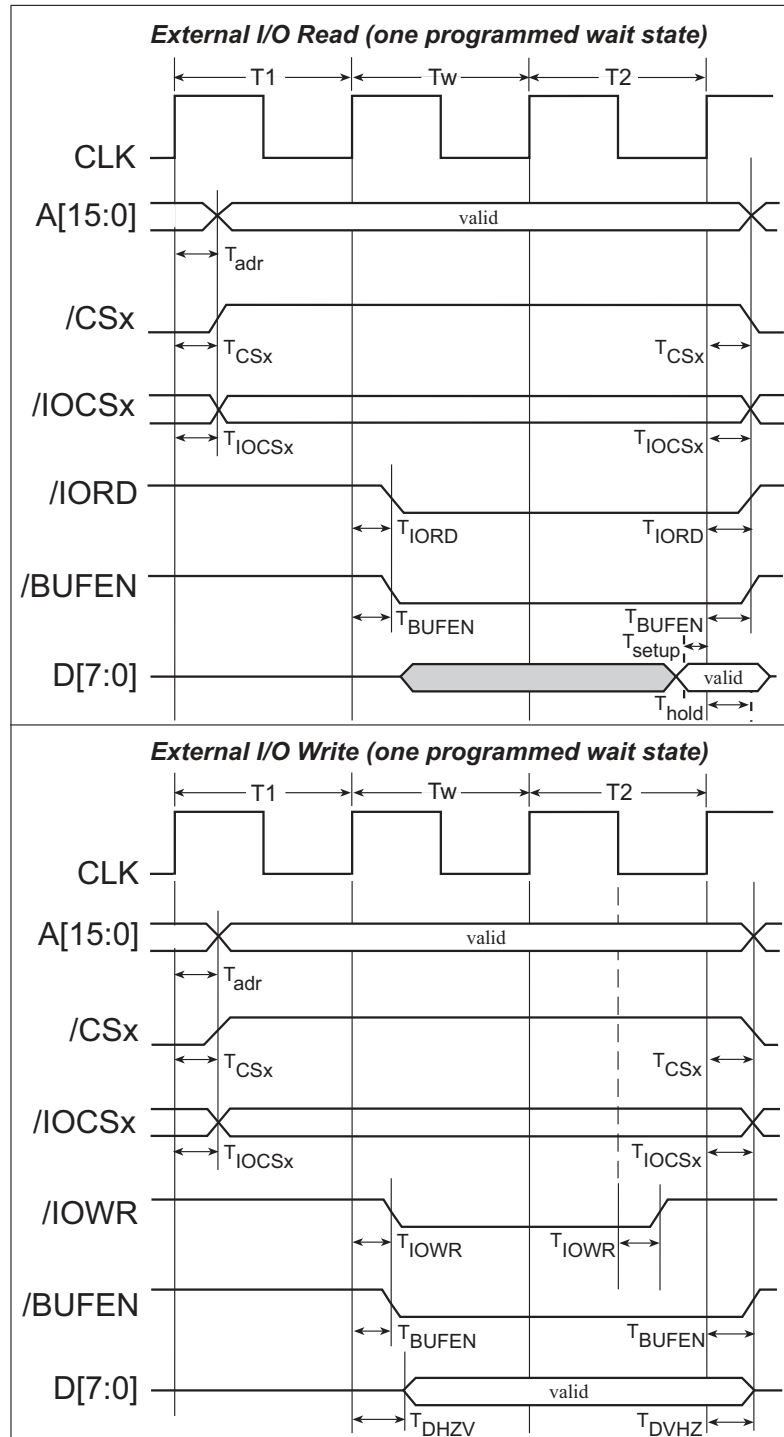 External I/O Read (one programmed wait state)
T1 Tw T2
CLK
A[15:0] valid
Tadr
/CSx
TCSx TCSx
/IOCSx
TIOCSx TIOCSx
/IORD
TIORD TIORD
/BUFEN
TBUFEN TBUFEN
Tsetup
D[7:0] valid
Thold
External I/O Write (one programmed wait state)
T1 Tw T2
CLK
A[15:0] valid
Tadr
/CSx
TCSx TCSx
/IOCSx
TIOCSx TIOCSx
/IOWR
TIOWR TIOWR
/BUFEN
TBUFEN TBUFEN
D[7:0] valid
TDHZV TDVHZ